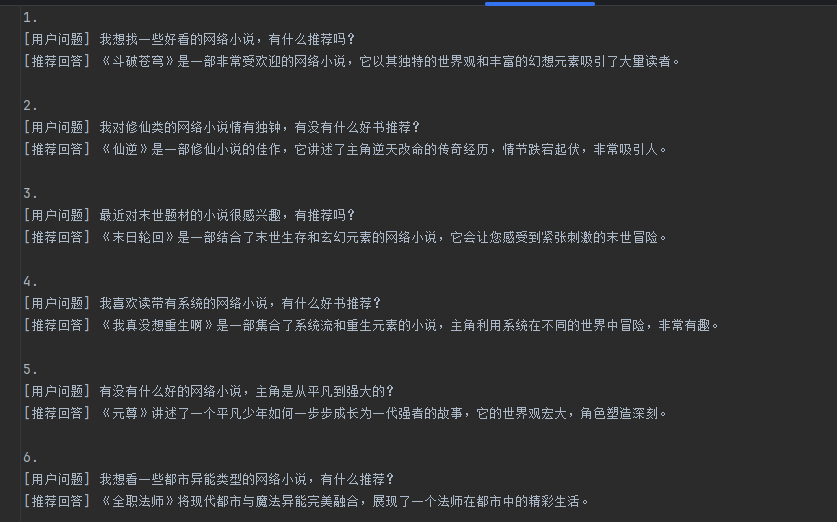 1.
[用户问题] 我想找一些好看的网络小说，有什么推荐吗？
[推荐回答] 《斗破苍穹》是一部非常受欢迎的网络小说，它以其独特的世界观和丰富的幻想元素吸引了大量读者。
2.
[用户问题] 我对修仙类的网络小说情有独钟，有没有什么好书推荐？
[推荐回答] 《仙逆》是一部修仙小说的佳作，它讲述了主角逆天改命的传奇经历，情节跌宕起伏，非常吸引人。
3.
[用户问题] 最近对末世题材的小说很感兴趣，有推荐吗？
[推荐回答] 《末日轮回》是一部结合了末世生存和玄幻元素的网络小说，它会让您感受到紧张刺激的末世冒险。
4.
[用户问题] 我喜欢读带有系统的网络小说，有什么好书推荐？
[推荐回答] 《我真没想重生啊》是一部集合了系统流和重生元素的小说，主角利用系统在不同的世界中冒险，非常有趣。
5.
[用户问题] 有没有什么好的网络小说，主角是从平凡到强大的？
[推荐回答] 《元尊》讲述了一个平凡少年如何一步步成长为一代强者的故事，它的世界观宏大，角色塑造深刻。
6.
[用户问题] 我想看一些都市异能类型的网络小说，有什么推荐？
[推荐回答] 《全职法师》将现代都市与魔法异能完美融合，展现了一个法师在都市中的精彩生活。